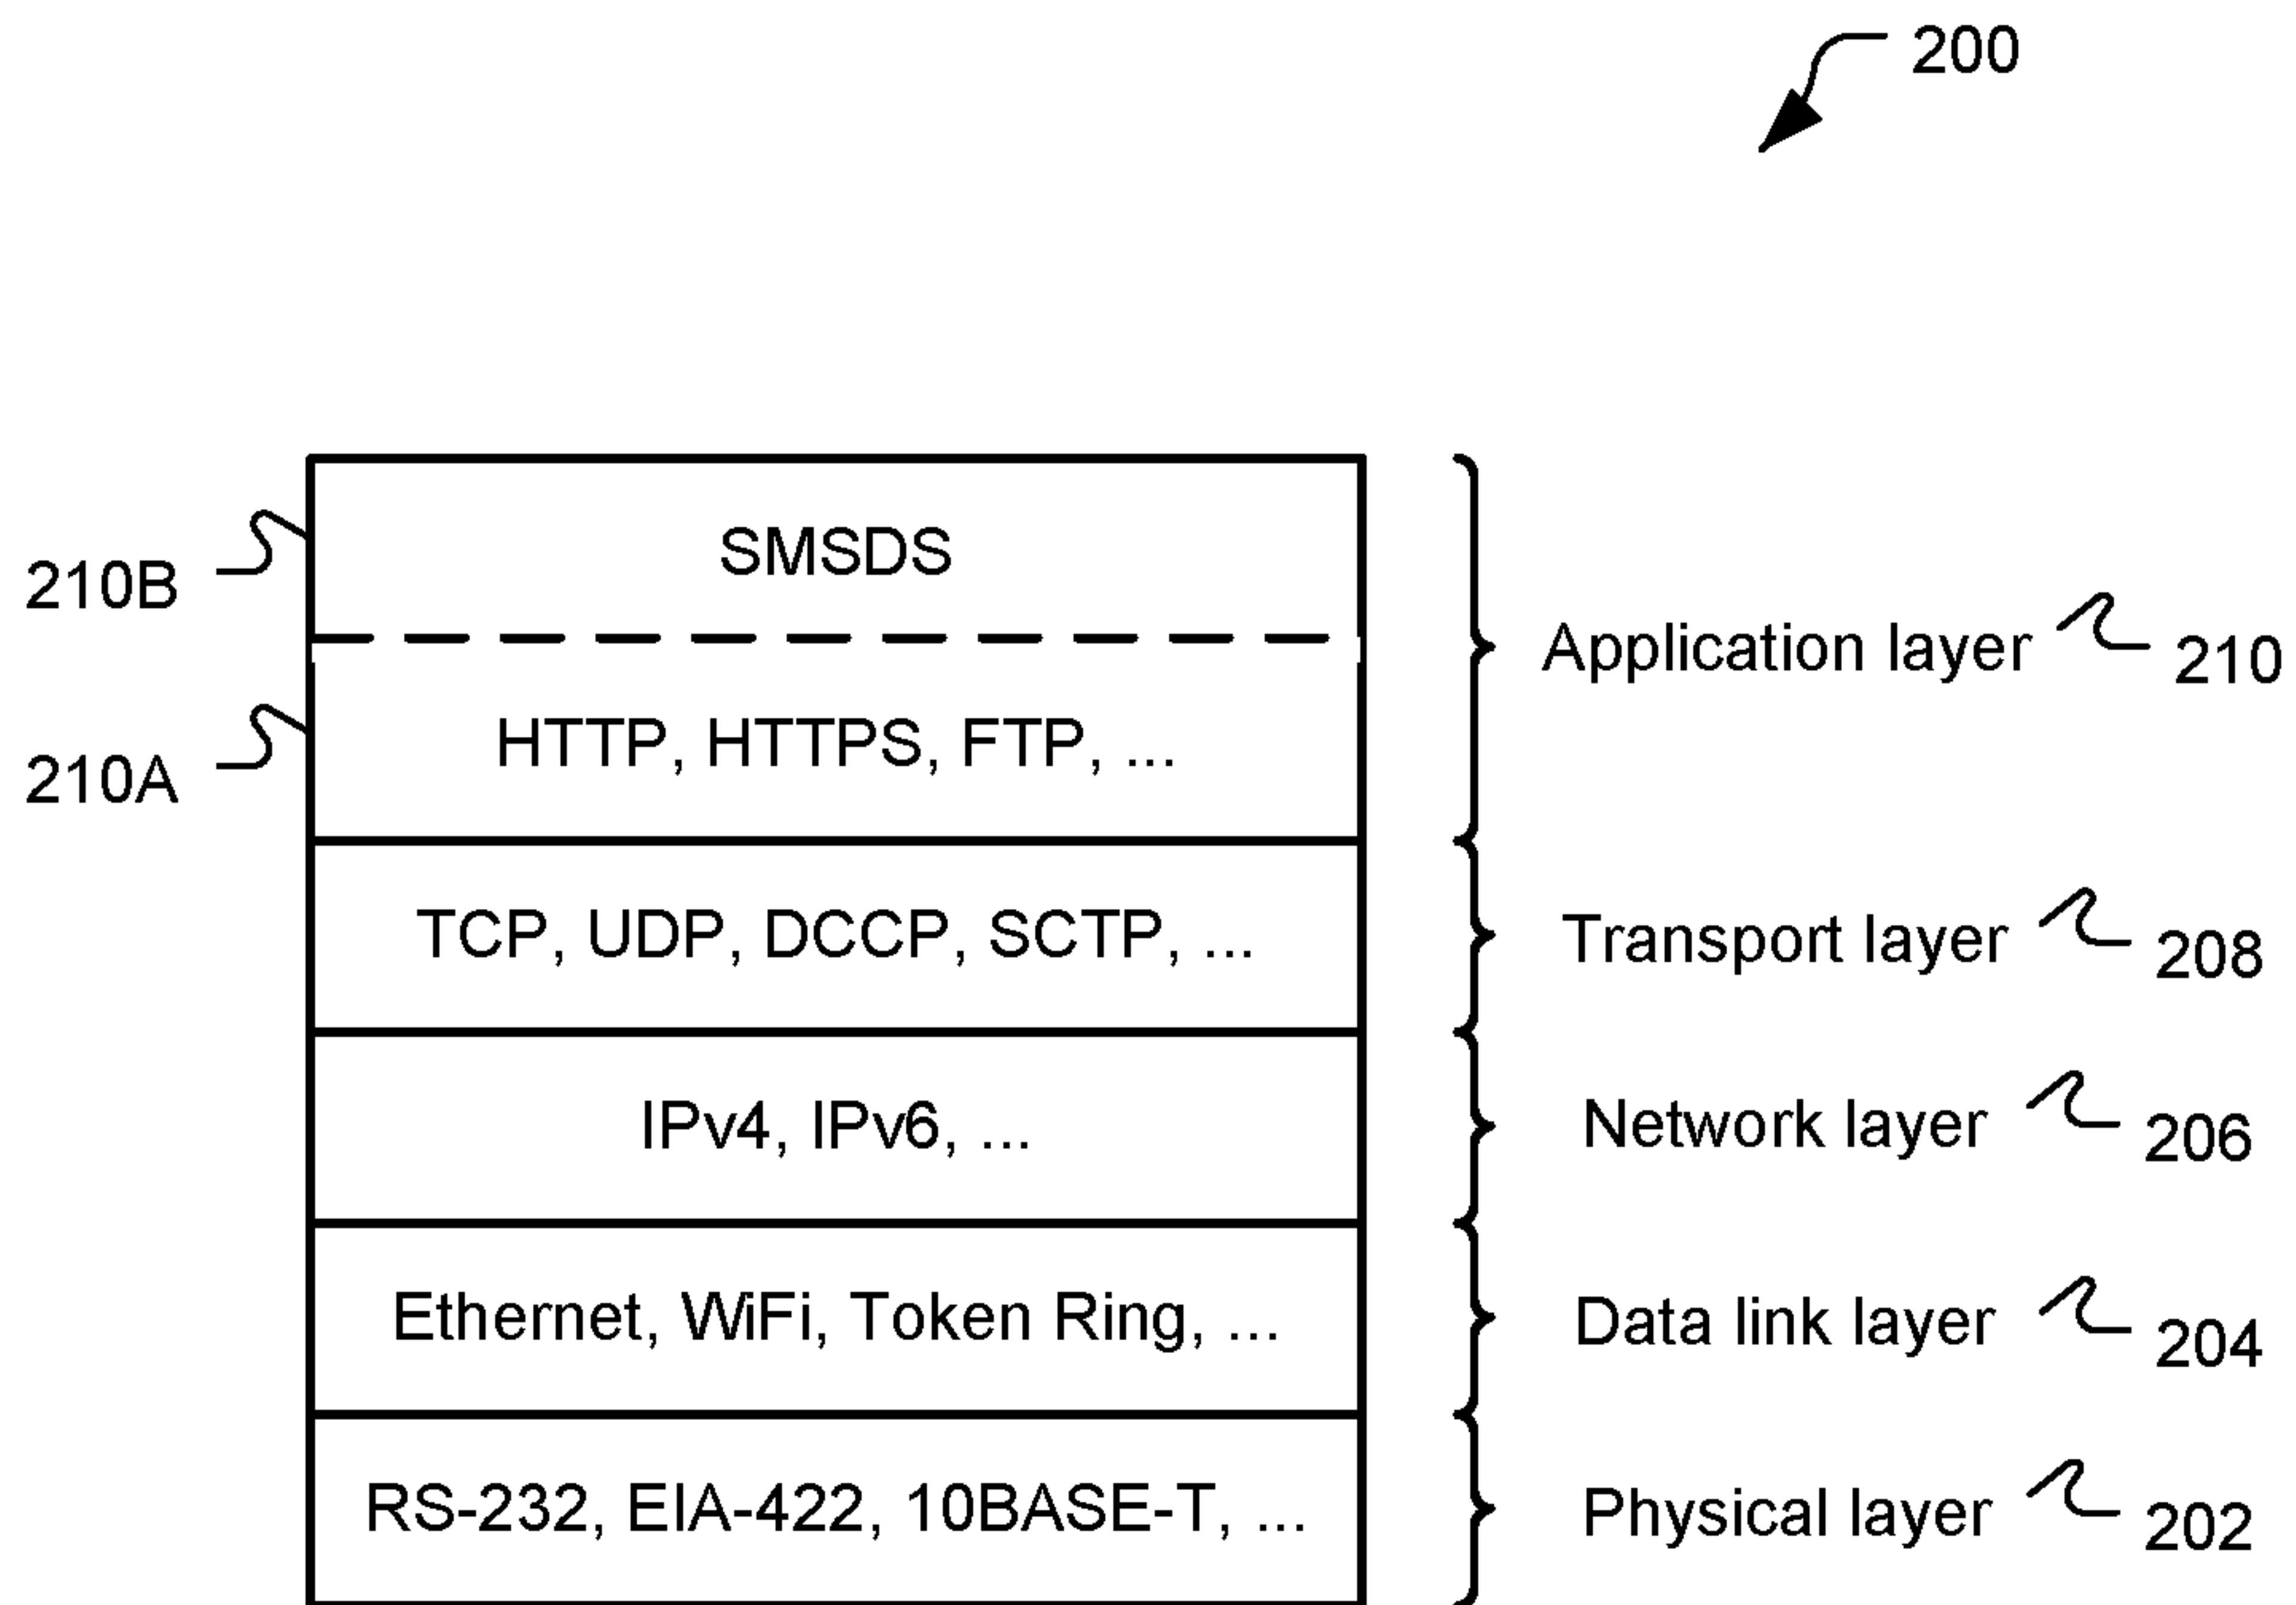 200
SMSDS
210B
Application layer 210
HTTP, HTTPS, FTP, ...
210A
TCP, UDP, DCCP, SCTP, ...
Transport layer 208
IPv4, IPv6, ...
Network layer 206
Ethernet, WiFi, Token Ring, ...
Data link layer 204
RS-232, EIA-422, 10BASE-T, ...
Physical layer 202